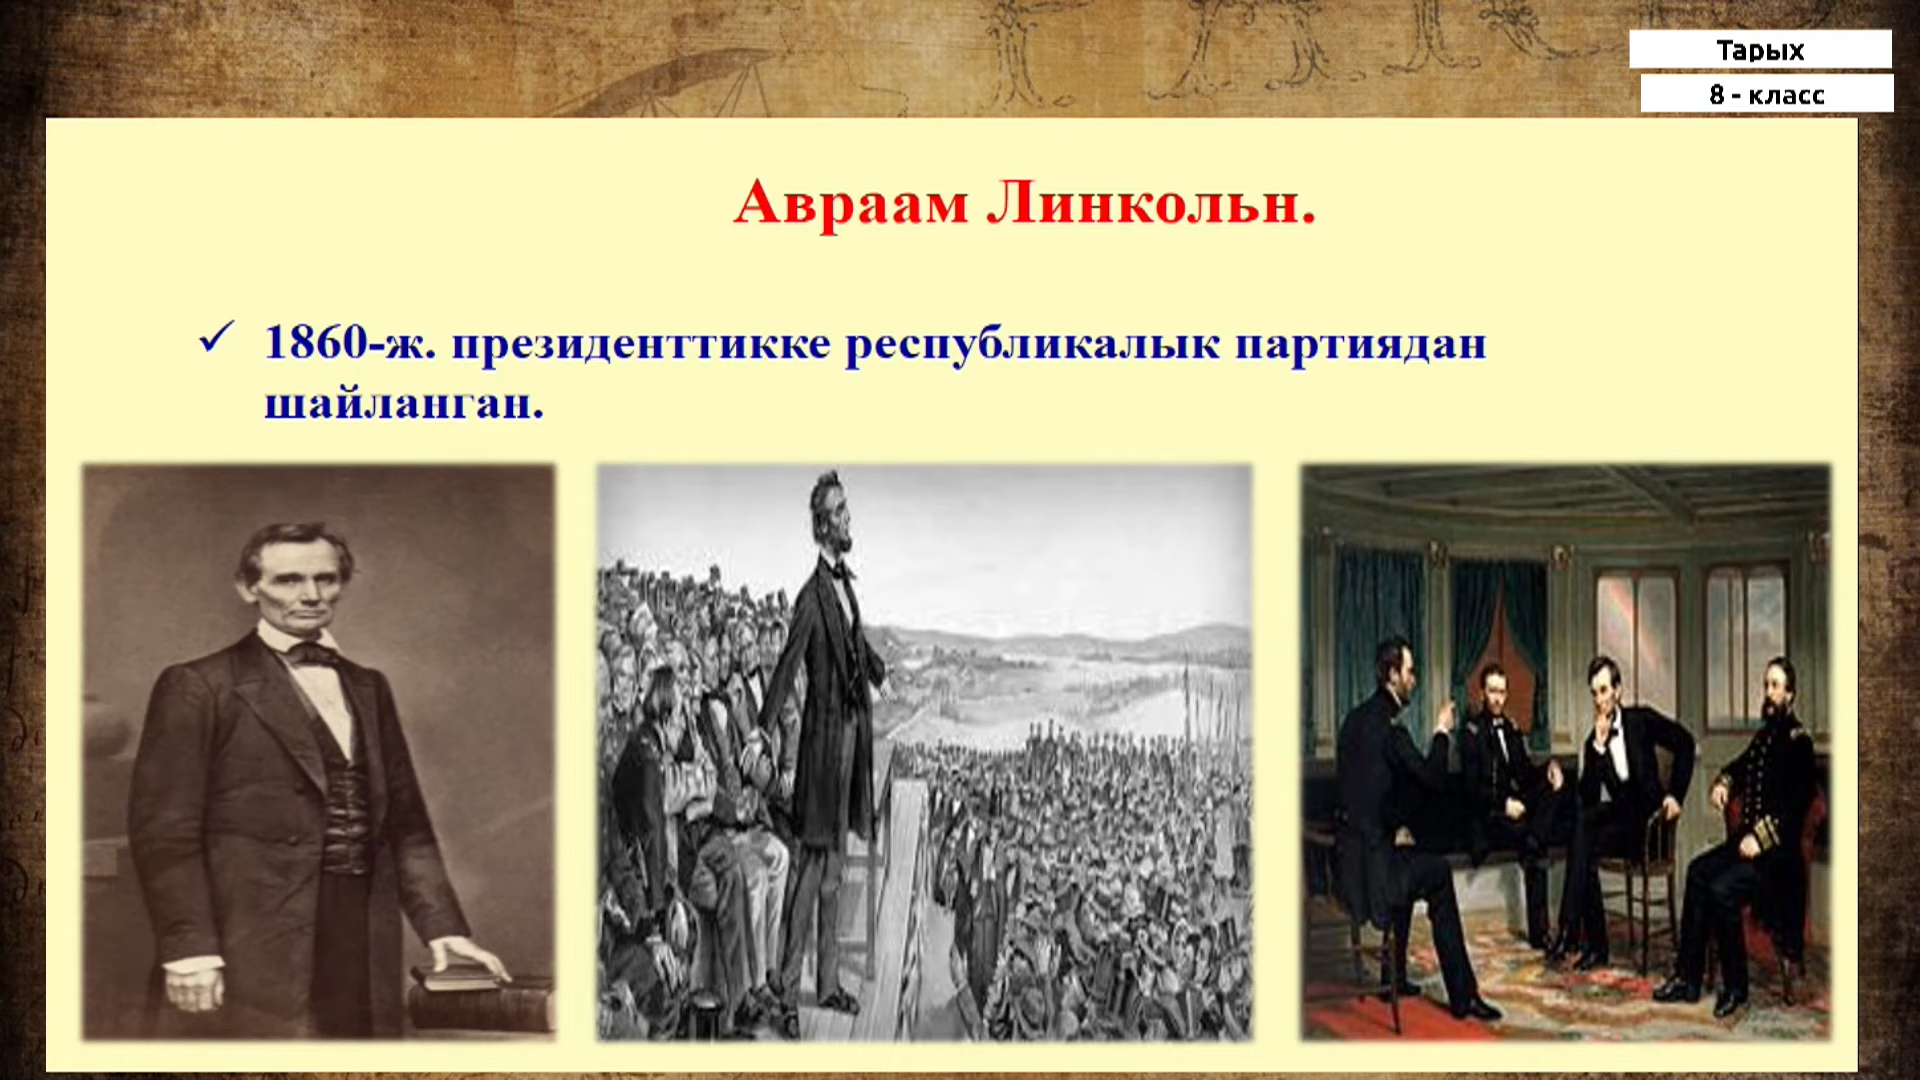 Тарых
8 - класс
Авраам Линкольн.
✓ 1860-ж. президенттикке республикалык партиядан
шайланган.